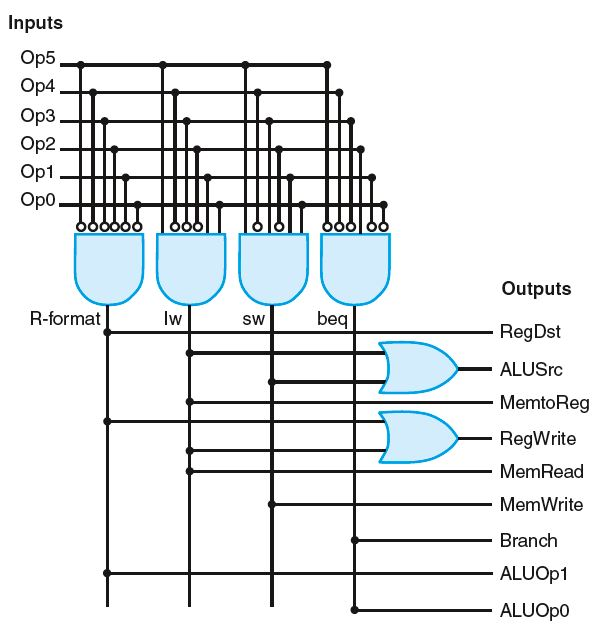 Inputs
Op5
Op4
Op3
Op2
Op1
Op0
Outputs
R-format lw sw beq
RegDst
ALUSrc
MemtoReg
RegWrite
MemRead
MemWrite
Branch
ALUOp1
ALUOp0